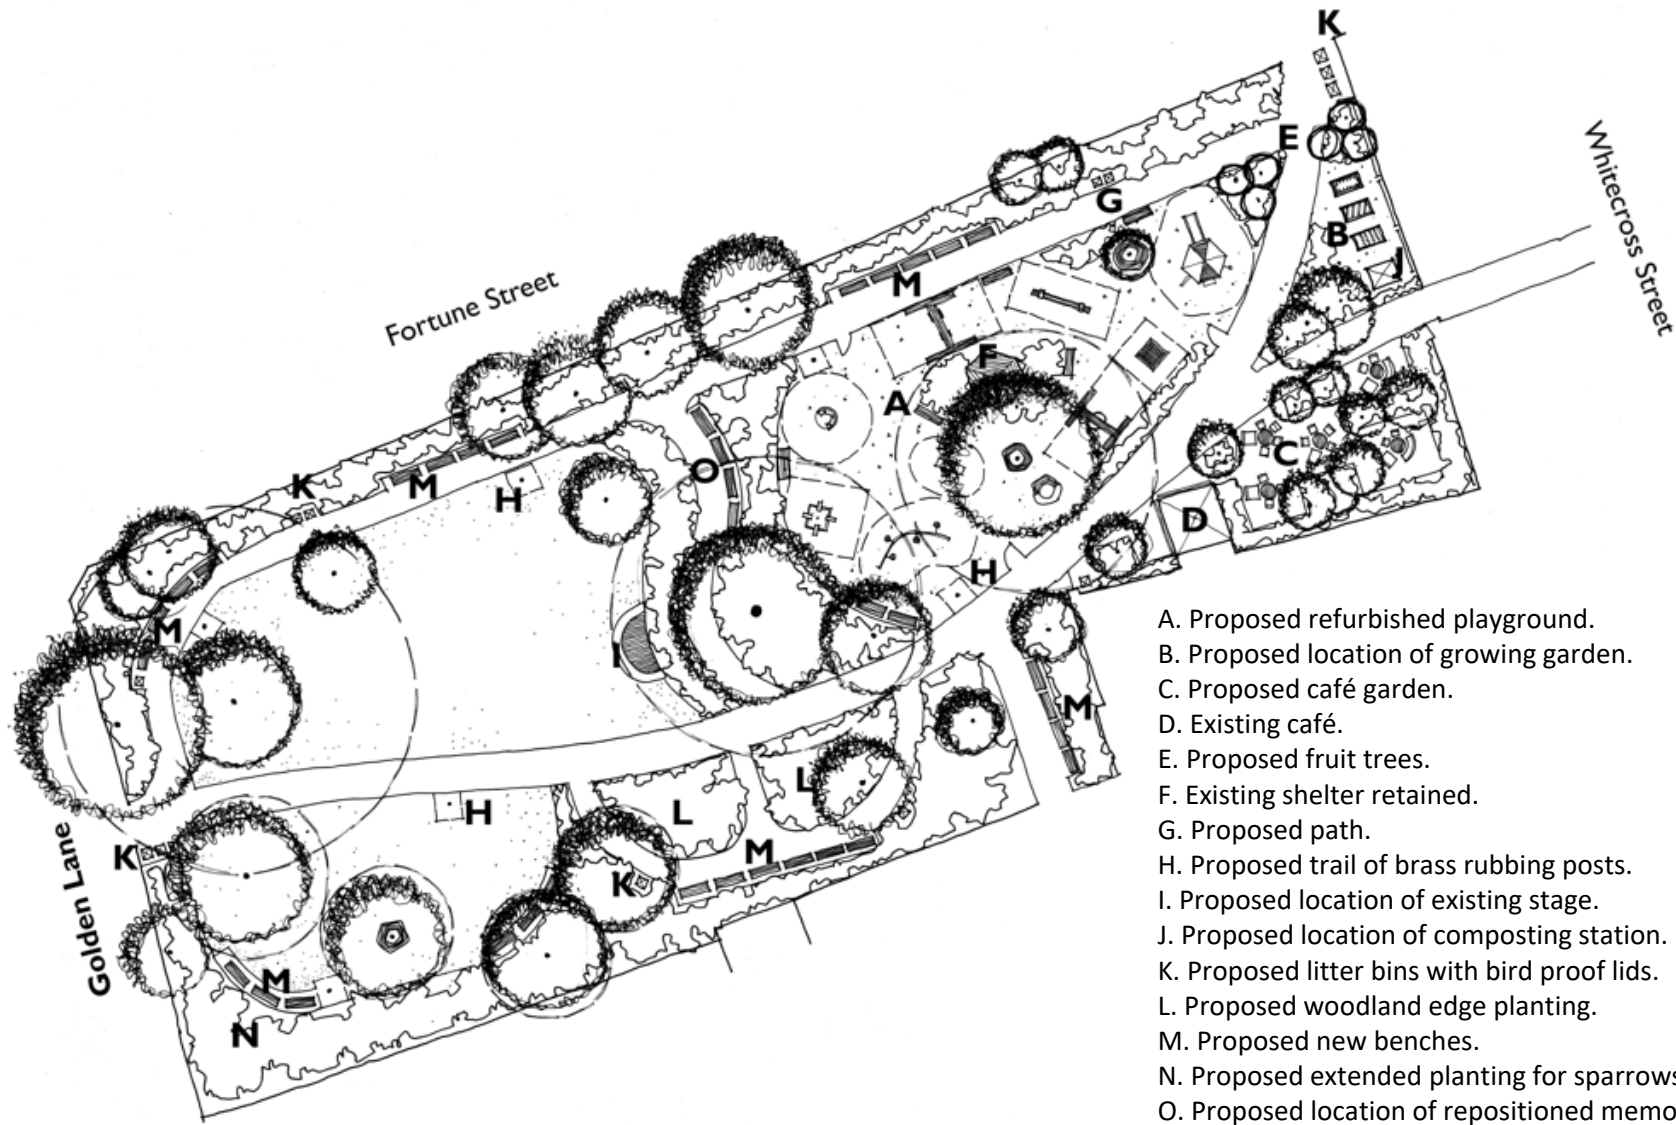 K
E
Whitecross Street
G
B
J
Fortune Street
M
F
A
O
C
K
M
H
D
H
M
I
M
L
L
H
M
Golden Lane
K
K
M
N
A. Proposed refurbished playground.
B. Proposed location of growing garden.
C. Proposed café garden.
D. Existing café.
E. Proposed fruit trees.
F. Existing shelter retained.
G. Proposed path.
H. Proposed trail of brass rubbing posts.
I. Proposed location of existing stage.
J. Proposed location of composting station.
K. Proposed litter bins with bird proof lids.
L. Proposed woodland edge planting.
M. Proposed new benches.
N. Proposed extended planting for sparrows
O. Proposed location of repositioned memo